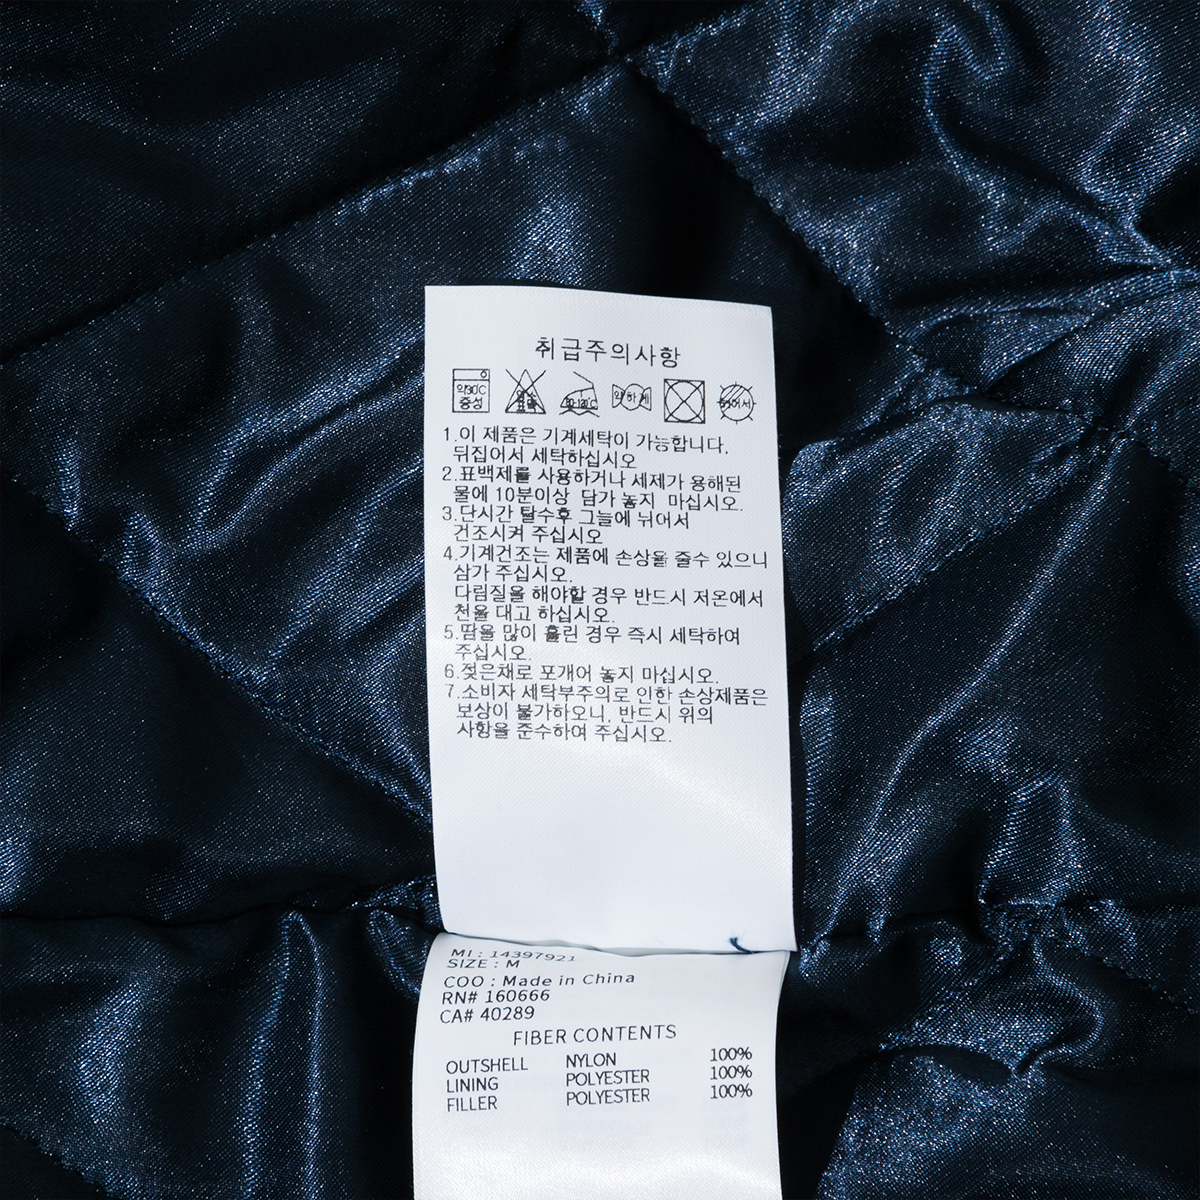 취급주의사항
약30℃
중성
약하게
1.이 제품은 기계세탁이 가능합니다.
뒤집어서 세탁하십시오
2.표백제를 사용하거나 세제가 용해된
물에 10분이상 담가 놓지 마십시오.
3.단시간 탈수후 그늘에 뉘어서
건조시켜 주십시오
4.기계건조는 제품에 손상을 줄수 있으니
삼가 주십시오.
다림질을 해야할 경우 반드시 저온에서
천을 대고 하십시오.
5.땀을 많이 흘린 경우 즉시 세탁하여
주십시오.
6.젖은채로 포개어 놓지 마십시오.
7.소비자 세탁부주의로 인한 손상제품은
보상이 불가하오니, 반드시 위의
사항을 준수하여 주십시오.
MI : 14397921
SIZE : M
COO : Made in China
RN# 160666
CA# 40289
FIBER CONTENTS
OUTSHELL NYLON 100%
LINING POLYESTER 100%
FILLER POLYESTER 100%